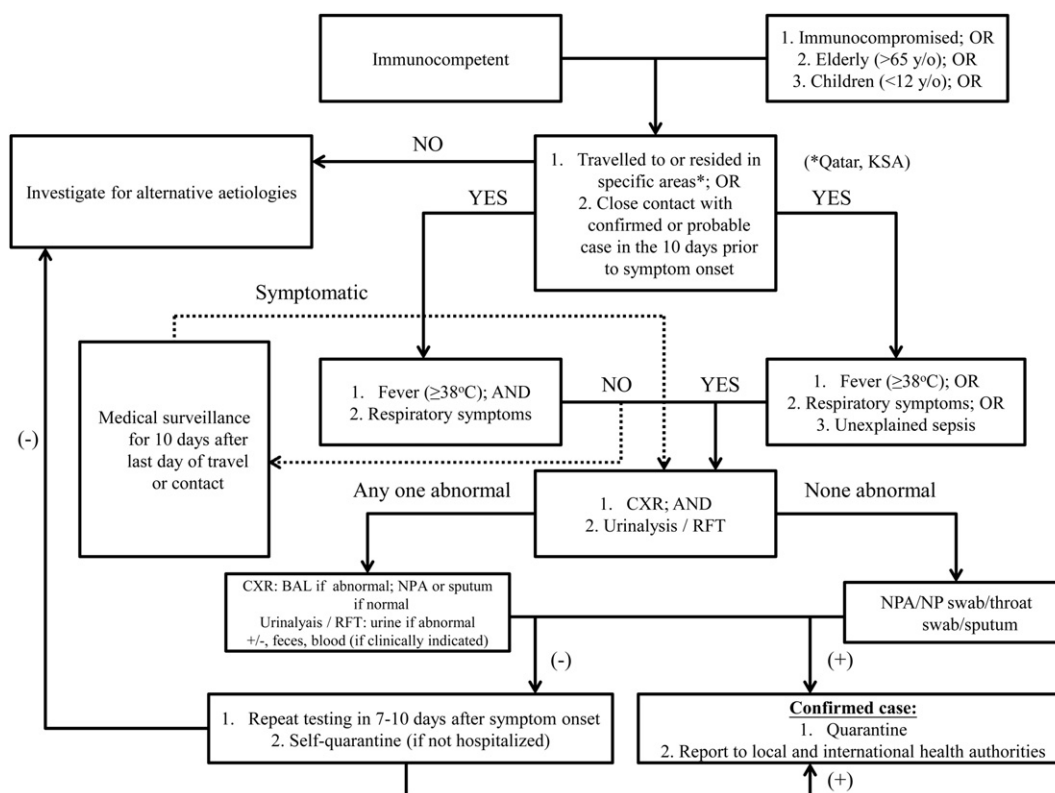 Immunocompetent
1. Immunocompromised; OR
2. Elderly (>65 y/o); OR
3. Children (<12 y/o); OR
NO
1. Travelled to or resided in
specific areas*; OR
2. Close contact with
confirmed or probable
case in the 10 days prior
to symptom onset
(*Qatar, KSA)
Investigate for alternative aetiologies
YES
YES
Symptomatic
Medical surveillance
for 10 days after
last day of travel
or contact
1. Fever (≥38ºC); AND
2. Respiratory symptoms
NO
YES
1. Fever (≥38ºC); OR
2. Respiratory symptoms; OR
3. Unexplained sepsis
(-)
Any one abnormal
1. CXR; AND
2. Urinalysis / RFT
None abnormal
CXR: BAL if abnormal; NPA or sputum
if normal
Urinalyais / RFT: urine if abnormal
+/-, feces, blood (if clinically indicated)
NPA/NP swab/throat
swab/sputum
(-)
(+)
1. Repeat testing in 7-10 days after symptom onset
2. Self-quarantine (if not hospitalized)
Confirmed case:
1. Quarantine
2. Report to local and international health authorities
(+)